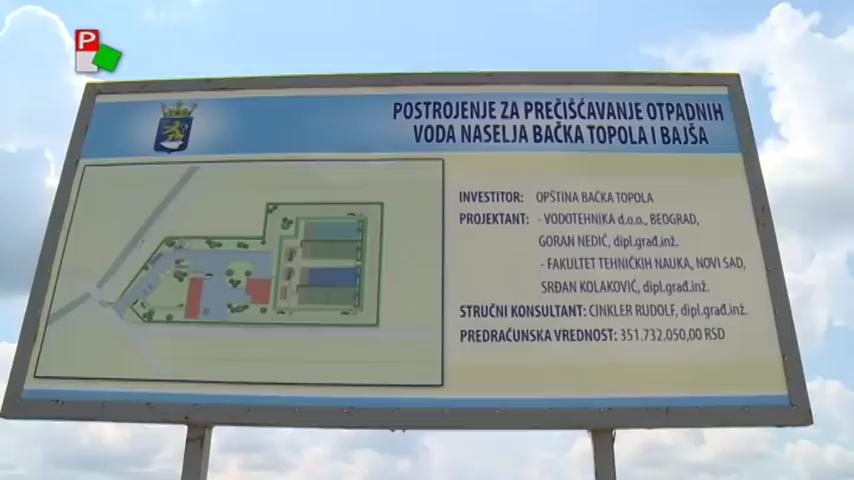 P
POSTROJENJE ZA PREČIŠĆAVANJE OTPADNIH
VODA NASELJA BAČKA TOPOLA I BAJŠA
INVESTITOR: OPŠTINA BAČKA TOPOLA
PROJEKTANT: - VODOTEHNIKA d.o.o., BEOGRAD,
GORAN NEDIĆ, dipl.građ.inž.
- FAKULTET TEHNIČKIH NAUKA, NOVI SAD,
SRĐAN KOLAKOVIĆ, dipl.građ.inž.
STRUČNI KONSULTANT: CINKLER RUDOLF, dipl.građ.inž.
PREDRAČUNSKA VREDNOST: 351.732.050,00 RSD